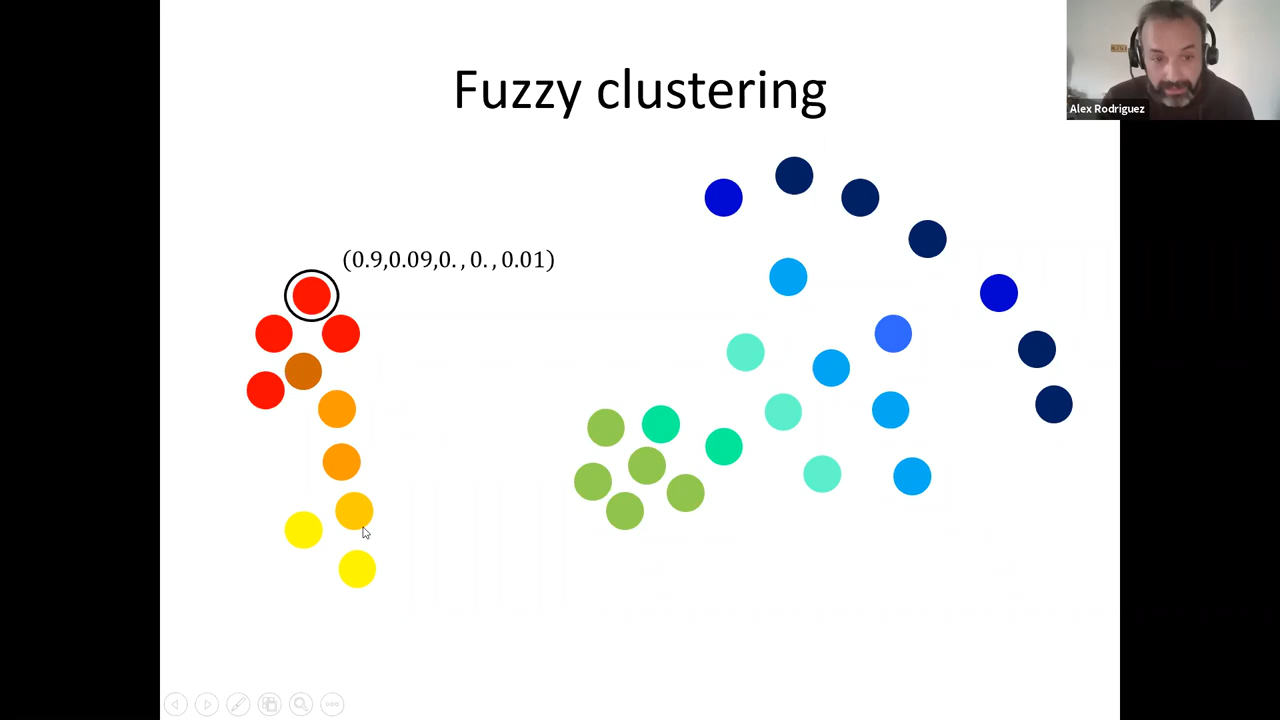 Fuzzy clustering
Alex Rodriguez
(0.9,0.09,0. , 0. , 0.01)